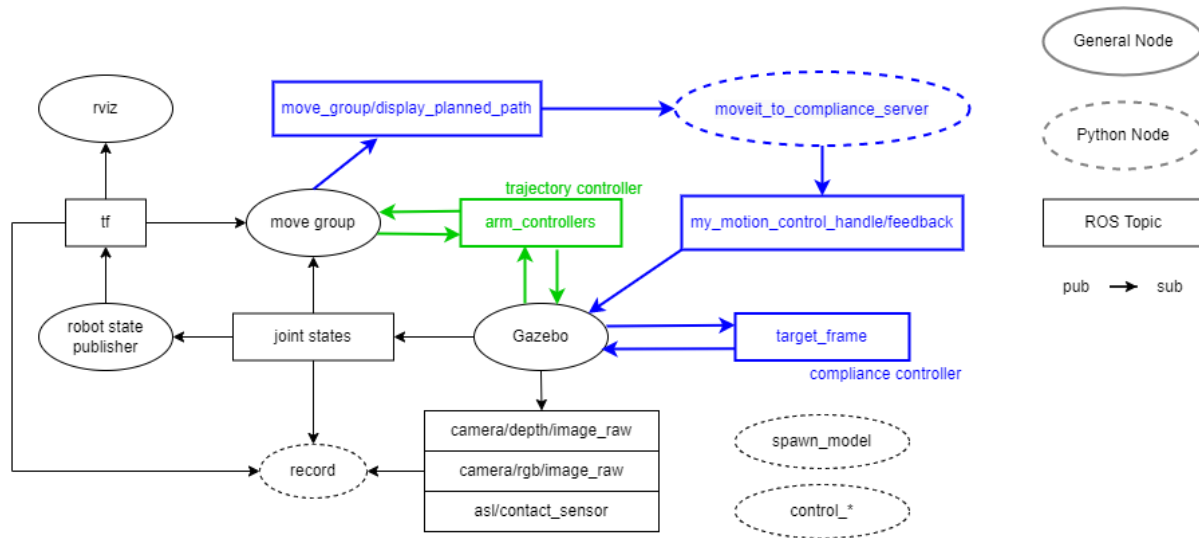 General Node
rviz
move_group/display_planned_path
moveit_to_compliance_server
Python Node
trajectory controller
tf
move group
arm_controllers
my_motion_control_handle/feedback
ROS Topic
pub
sub
robot state
publisher
joint states
Gazebo
target_frame
compliance controller
camera/depth/image_raw
camera/rgb/image_raw
asl/contact_sensor
record
spawn_model
control_*